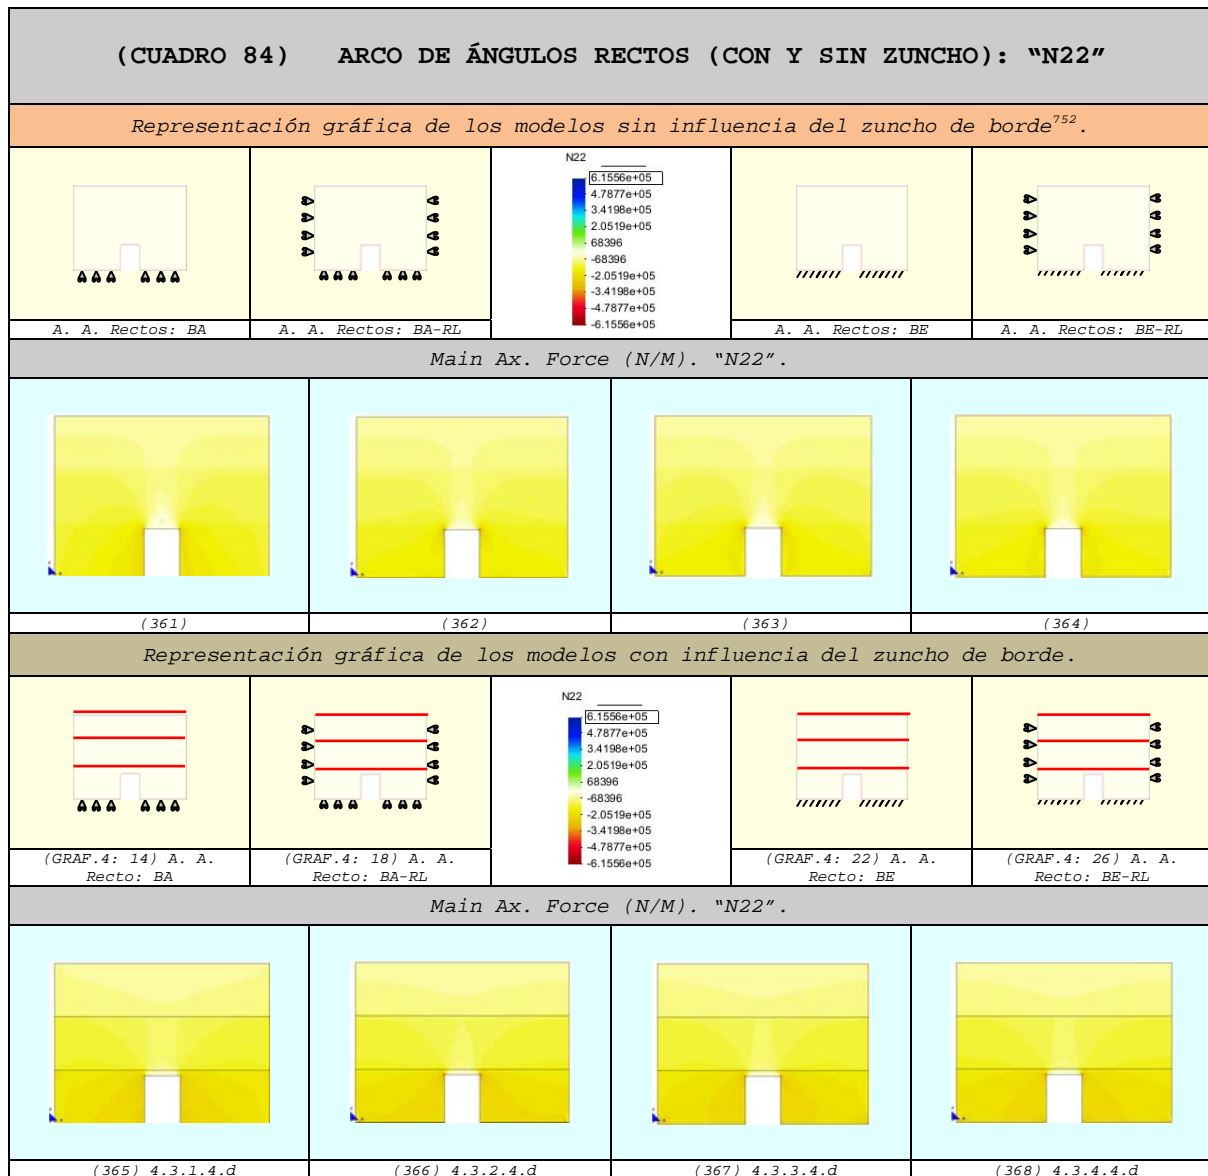 (CUADRO 84) ARCO DE ÁNGULOS RECTOS (CON Y SIN ZUNCHO): “N22”
Representación gráfica de los modelos sin influencia del zuncho de borde752.
N22
6.1556e+05
4.7877e+05
3.4198e+05
2.0519e+05
68396
-68396
-2.0519e+05
-3.4198e+05
-4.7877e+05
-6.1556e+05
A. A. Rectos: BA
A. A. Rectos: BA-RL
A. A. Rectos: BE
A. A. Rectos: BE-RL
Main Ax. Force (N/M). “N22”.
(361)
(362)
(363)
(364)
Representación gráfica de los modelos con influencia del zuncho de borde.
N22
6.1556e+05
4.7877e+05
3.4198e+05
2.0519e+05
68396
-68396
-2.0519e+05
-3.4198e+05
-4.7877e+05
-6.1556e+05
(GRAF.4: 14) A. A.
Recto: BA
(GRAF.4: 18) A. A.
Recto: BA-RL
(GRAF.4: 22) A. A.
Recto: BE
(GRAF.4: 26) A. A.
Recto: BE-RL
Main Ax. Force (N/M). “N22”.
(365) 4.3.1.4.d
(366) 4.3.2.4.d
(367) 4.3.3.4.d
(368) 4.3.4.4.d